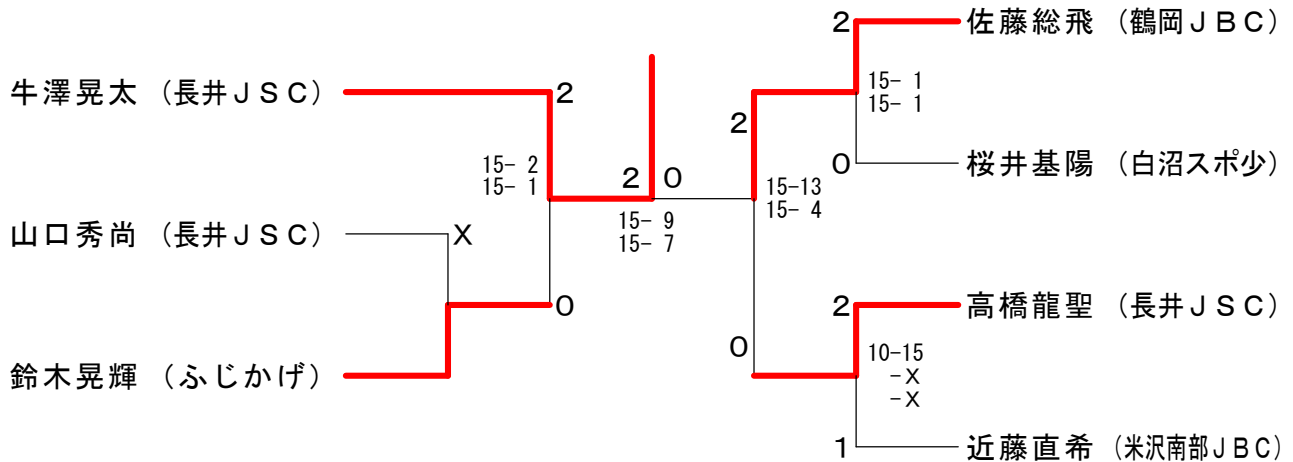 2
佐藤総飛 (鶴岡JBC)
牛澤晃太 (長井JSC)
2
15- 1
15- 1
2
15- 2
15- 1
0
桜井基陽 (白沼スポ少)
2
0
15-13
15- 4
15- 9
15- 7
山口秀尚 (長井JSC)
X
0
2
高橋龍聖 (長井JSC)
0
10-15
-X
-X
鈴木晃輝 (ふじかげ)
1
近藤直希 (米沢南部JBC)